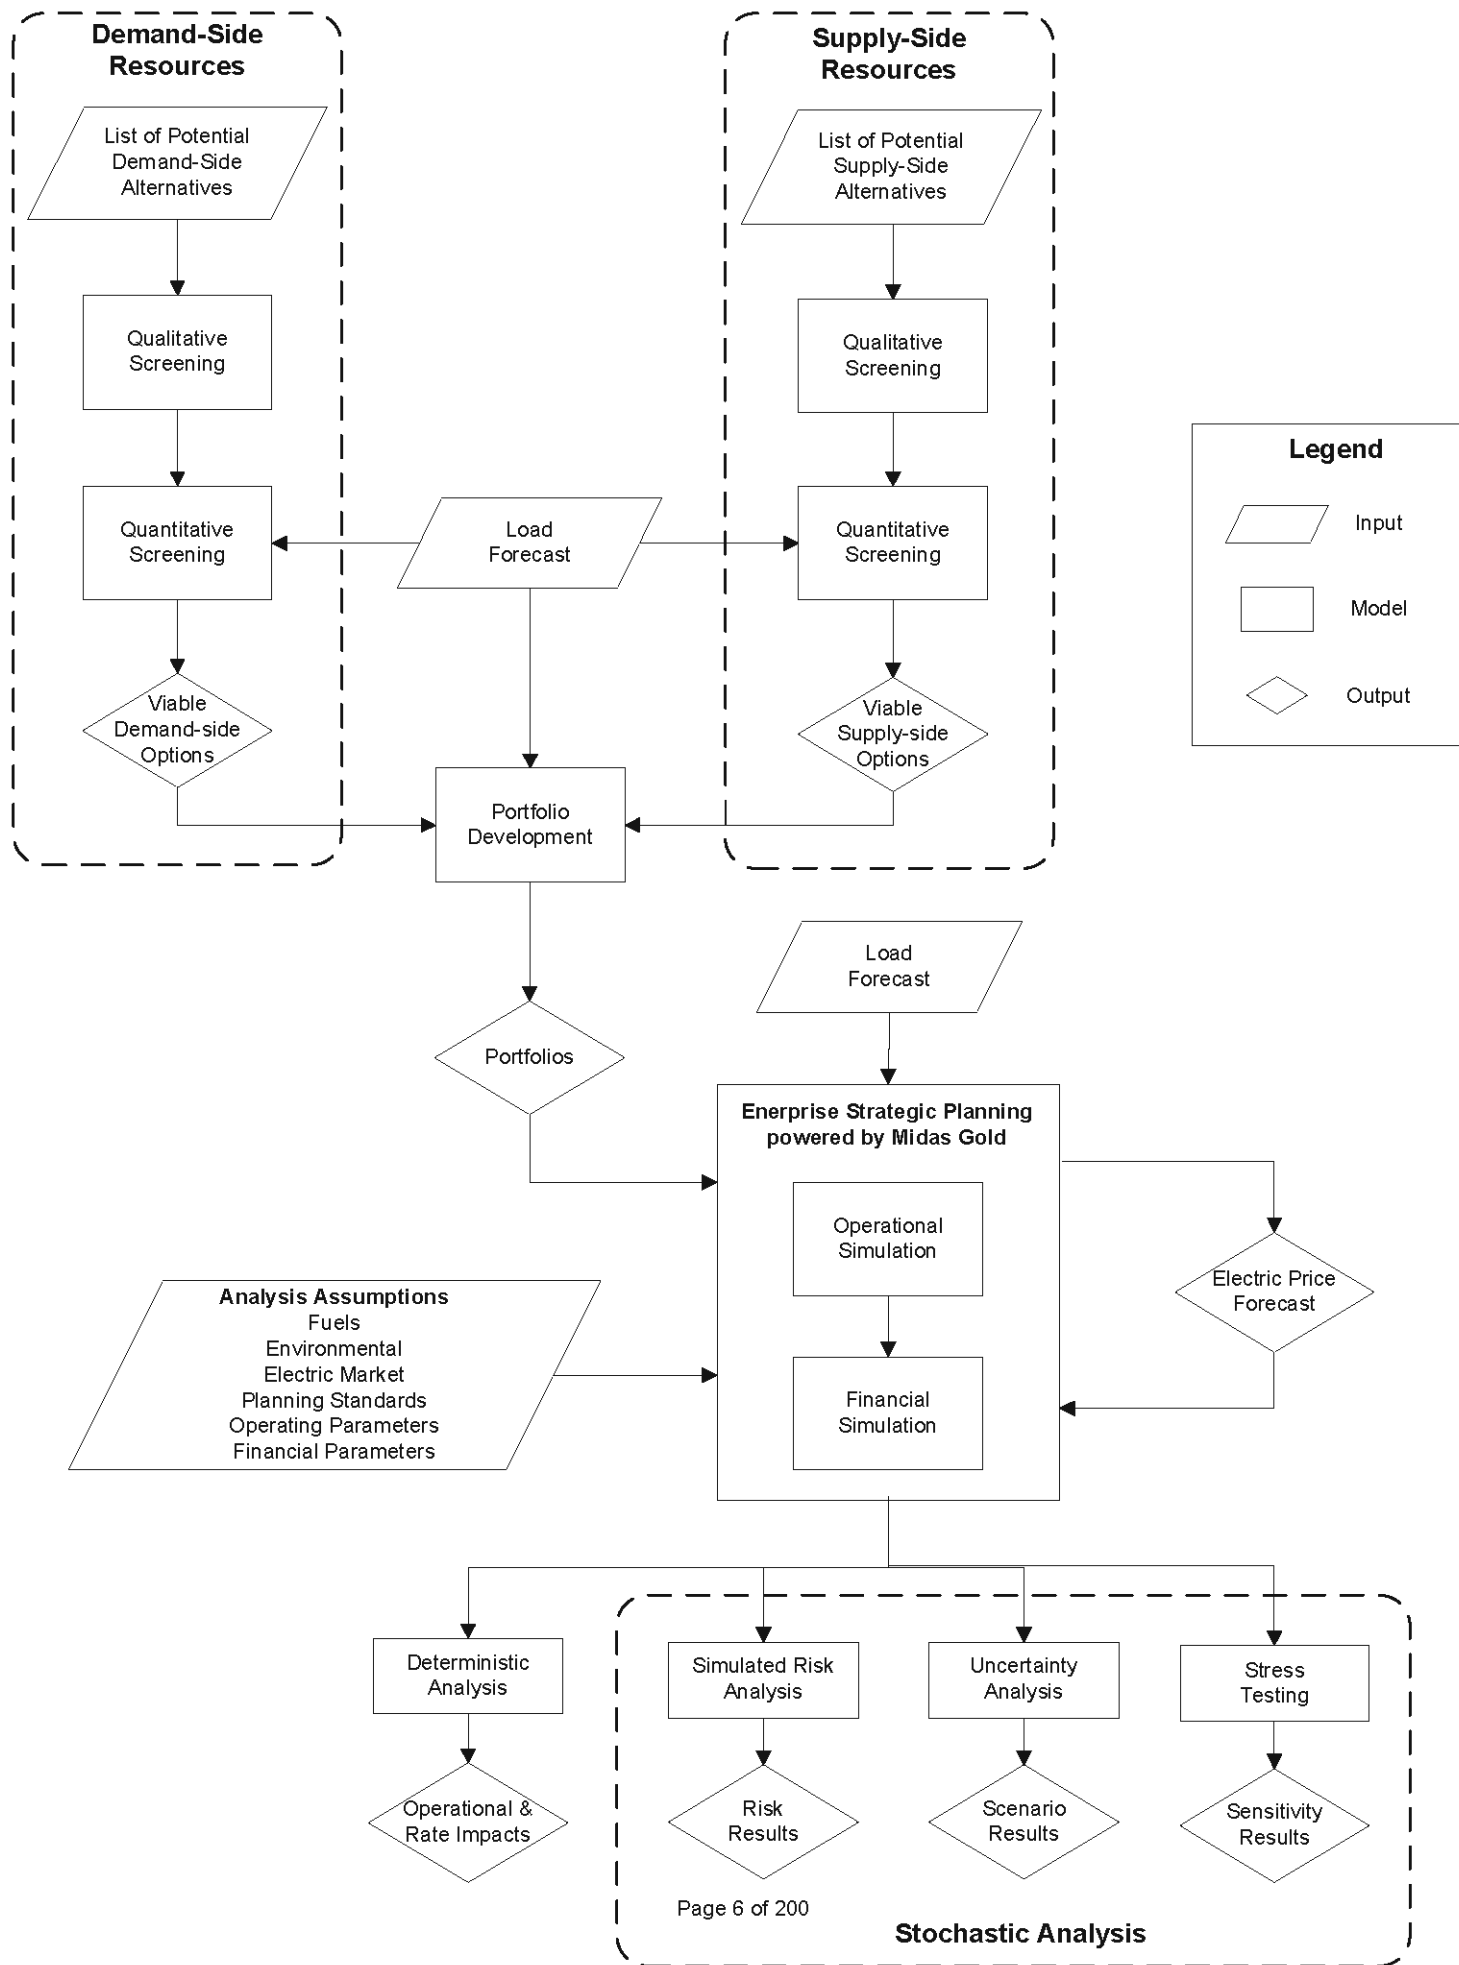 Demand-Side
Resources
List of Potential
Demand-Side
Alternatives
Qualitative
Screening
Quantitative
Screening
Viable
Demand-side
Options
Supply-Side
Resources
List of Potential
Supply-Side
Alternatives
Qualitative
Screening
Quantitative
Screening
Viable
Supply-side
Options
Load
Forecast
Portfolio
Development
Portfolios
Legend
Input
Model
Output
Load
Forecast
Enerprise Strategic Planning
powered by Midas Gold
Operational
Simulation
Financial
Simulation
Electric Price
Forecast
Analysis Assumptions
Fuels
Environmental
Electric Market
Planning Standards
Operating Parameters
Financial Parameters
Deterministic
Analysis
Operational &
Rate Impacts
Simulated Risk
Analysis
Risk
Results
Uncertainty
Analysis
Scenario
Results
Stress
Testing
Sensitivity
Results
Page 6 of 200
Stochastic Analysis